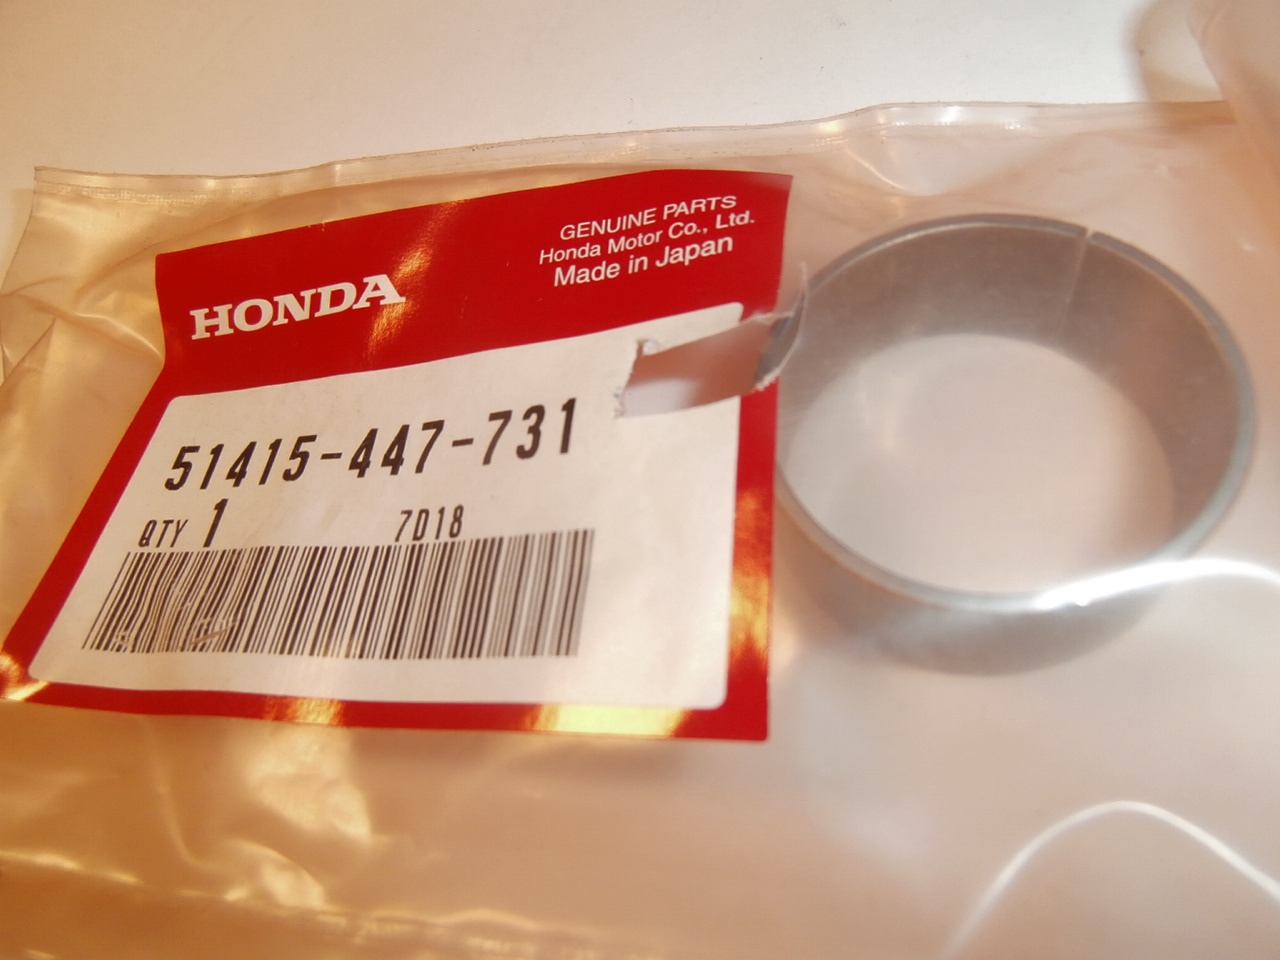 GENUINE PARTS
Honda Motor Co., Ltd.
Made in Japan
HONDA
51415-447-731
QTY 1 7D18